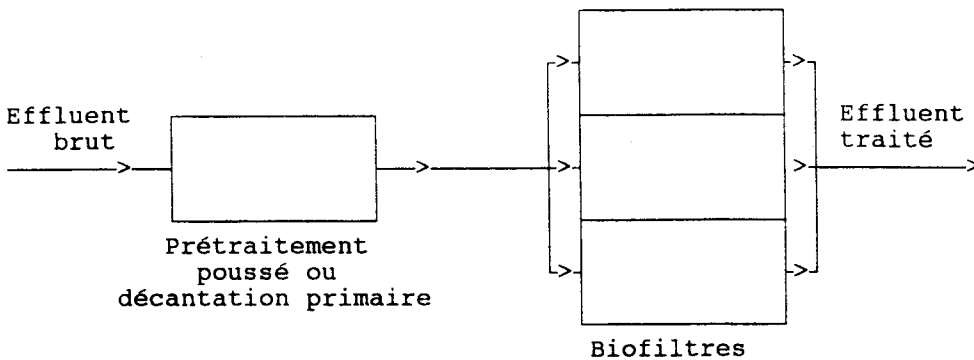 Effluent
brut
Prétraitement
poussé ou
décantation primaire
Biofiltres
Effluent
traité